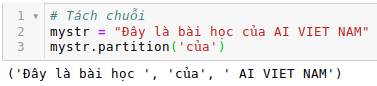 1 # Tách chuỗi
2 mystr = "Đây là bài học của AI VIET NAM"
3 mystr.partition('của')
('Đây là bài học ', 'của', ' AI VIET NAM')